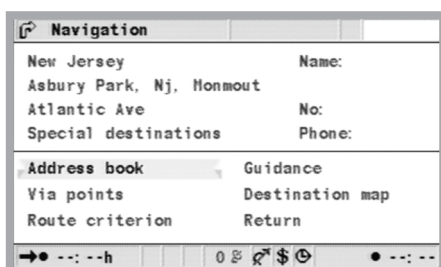 Navigation
New Jersey Name:
Asbury Park, Nj, Monmout
Atlantic Ave No:
Special destinations Phone:
Address book Guidance
Via points Destination map
Route criterion Return
--: --h 0 $ --: --